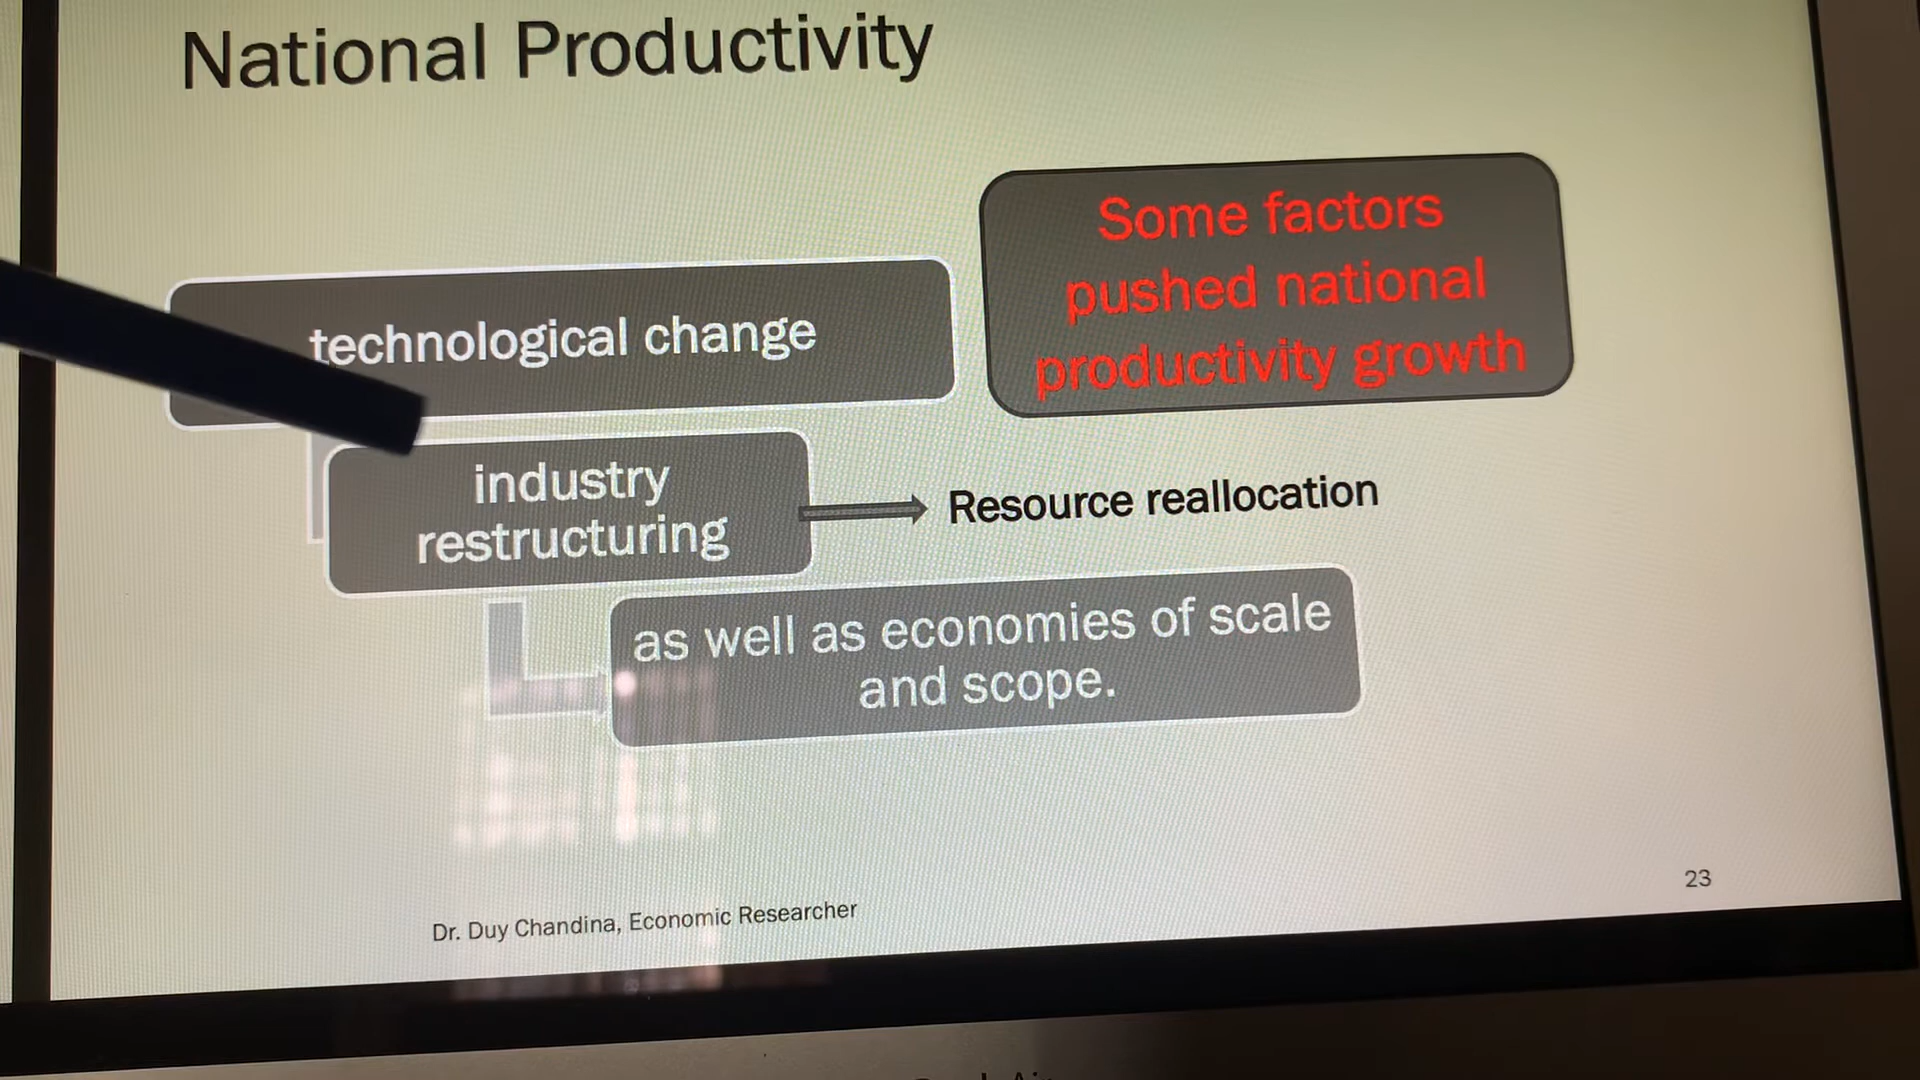 National Productivity
Some factors
pushed national
productivity growth
technological change
industry
restructuring
Resource reallocation
as well as economies of scale
and scope.
Dr. Duy Chandina, Economic Researcher
23